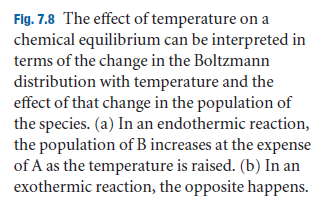 Fig. 7.8 The effect of temperature on a
chemical equilibrium can be interpreted in
terms of the change in the Boltzmann
distribution with temperature and the
effect of that change in the population of
the species. (a) In an endothermic reaction,
the population of B increases at the expense
of A as the temperature is raised. (b) In an
exothermic reaction, the opposite happens.